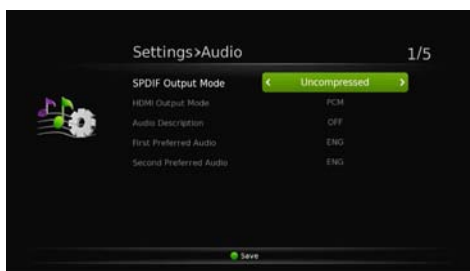 Settings>Audio 1/5
SPDIF Output Mode Uncompressed
HDMI Output Mode PCM
Audio Description OFF
First Preferred Audio ENG
Second Preferred Audio ENG
Save